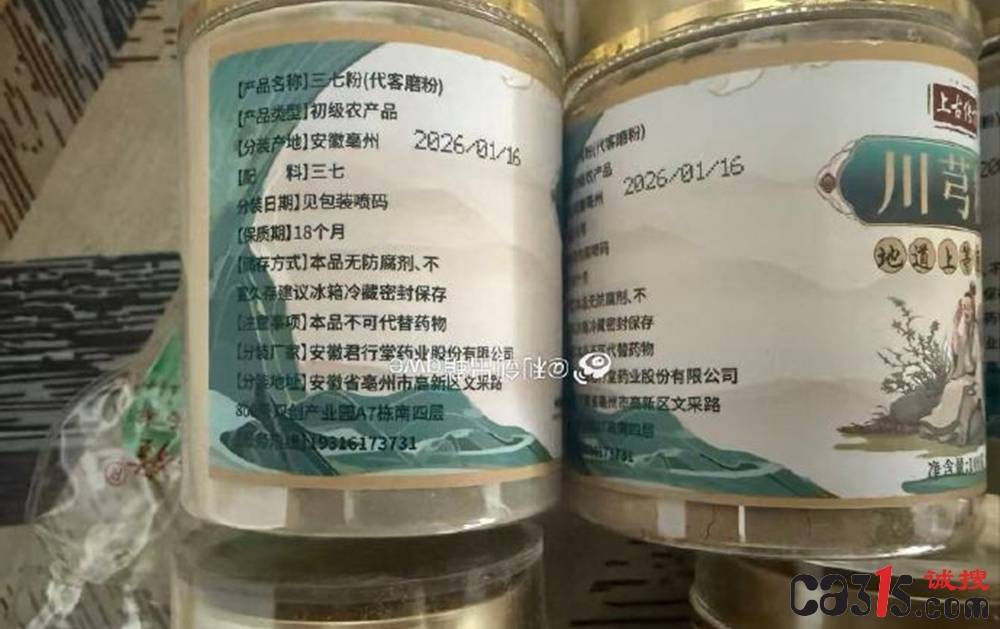 【产品名称】三七粉(代客磨粉)
【产品类型】初级农产品
【分装产地】安徽亳州
2026/01/16
【配 料】三七
【分装日期】见包装喷码
【保质期】18个月
【储存方式】本品无防腐剂、不
宜久存建议冰箱冷藏密封保存
【注意事项】本品不可代替药物
【分装厂家】安徽君行堂药业股份有限公司
【分装地址】安徽省亳州市高新区文采路
双创产业园A7栋南四层
19316173731
粉(代客磨粉)
农产品
2026/01/16
亳州
喷码
防腐剂、不
冷藏密封保存
可代替药物
堂药业股份有限公司
亳州市高新区文采路
南四层
73731
上古
川芎
地道上
净含量:
ca315.com
诚搜